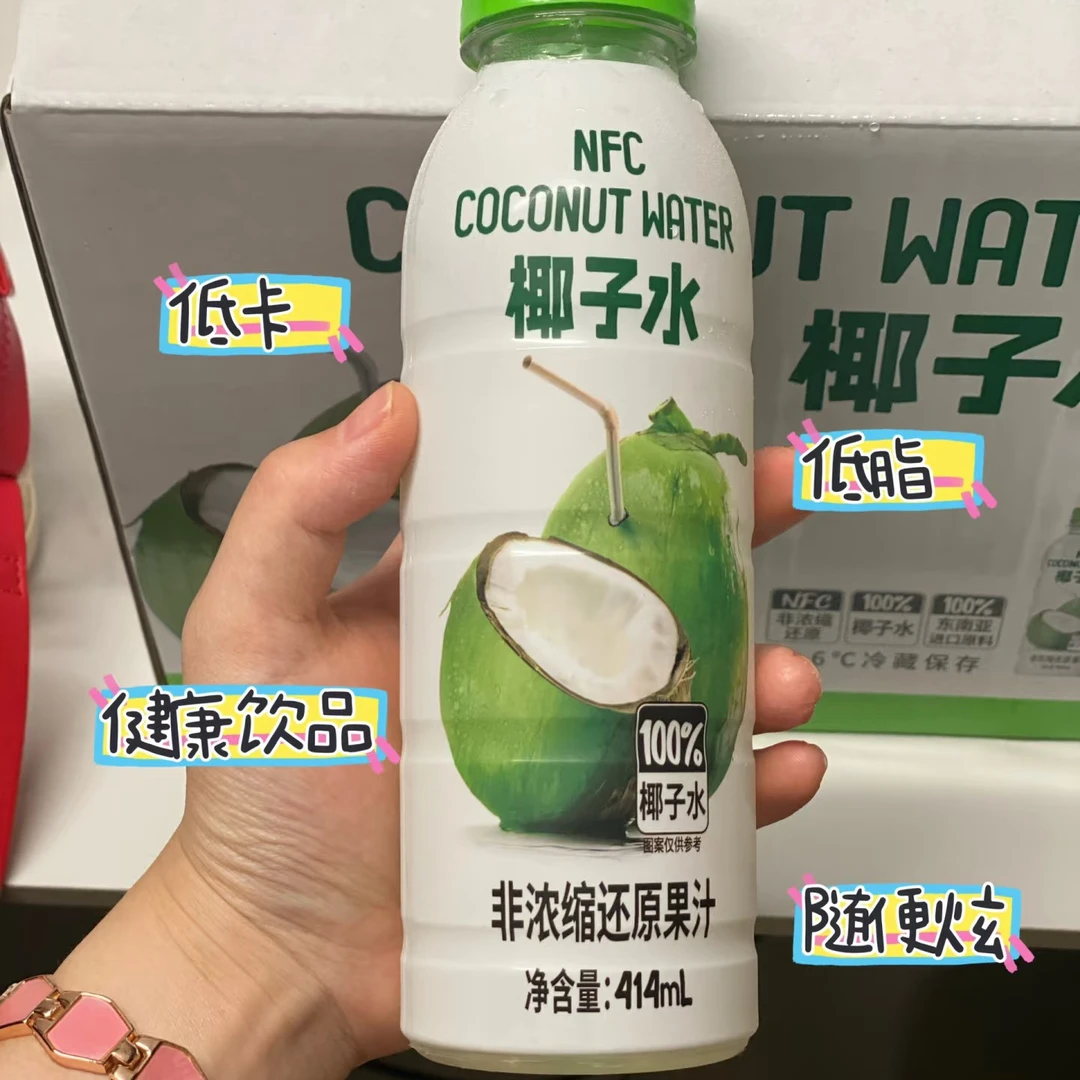 NFC
COCONUT WATER
椰子水
100%
椰子水
图案仅供参考
非浓缩还原果汁
净含量:414mL
低卡
低脂
健康饮品
随便炫
UT WAT
椰子
NFC
非浓缩
还原
100%
椰子水
100%
东南亚
进口原料
6℃冷藏保存